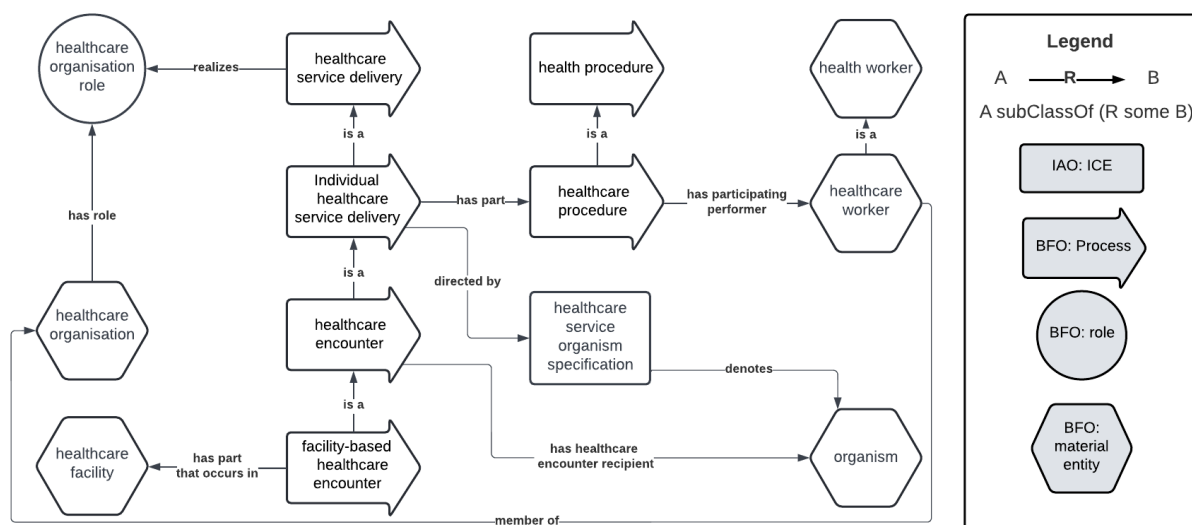 healthcare
organisation
role
realizes
healthcare
service delivery
health procedure
health worker
is a
is a
is a
has role
Individual
healthcare
service delivery
has part
healthcare
procedure
has participating
performer
healthcare
worker
is a
directed by
healthcare
organisation
healthcare
encounter
healthcare
service
organism
specification
denotes
is a
healthcare
facility
has part
that occurs in
facility-based
healthcare
encounter
has healthcare
encounter recipient
organism
member of
Legend
A R B
A subClassOf (R some B)
IAO: ICE
BFO: Process
BFO: role
BFO:
material
entity